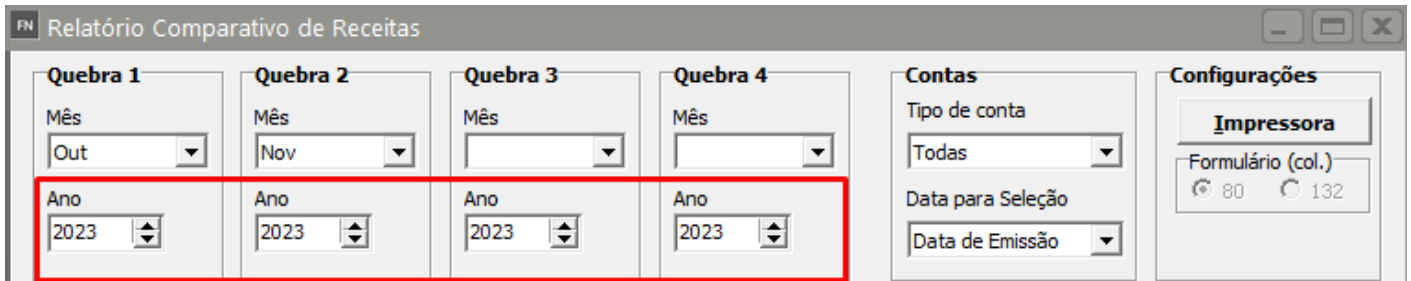 FN Relatório Comparativo de Receitas
Quebra 1 Quebra 2 Quebra 3 Quebra 4 Contas Configurações
Mês Mês Mês Mês Tipo de conta Impressora
Out Nov Todas Formulário (col.)
80 132
Ano Ano Ano Ano Data para Seleção
2023 2023 2023 2023 Data de Emissão